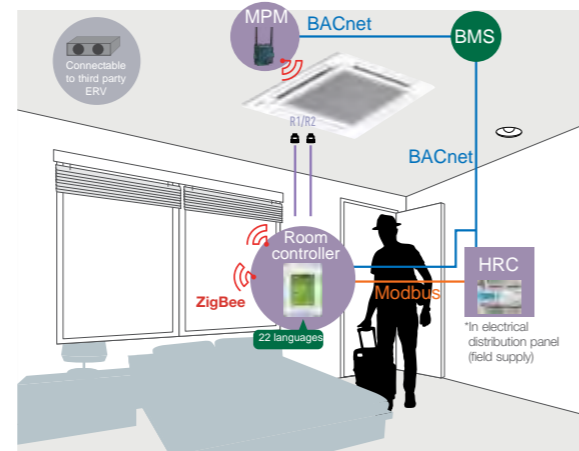 MPM
BACnet
BMS
Connectable
to third party
ERV
R1/R2
BACnet
Room
controller
HRC
ZigBee
Modbus
22 languages
*In electrical
distribution panel
(field supply)